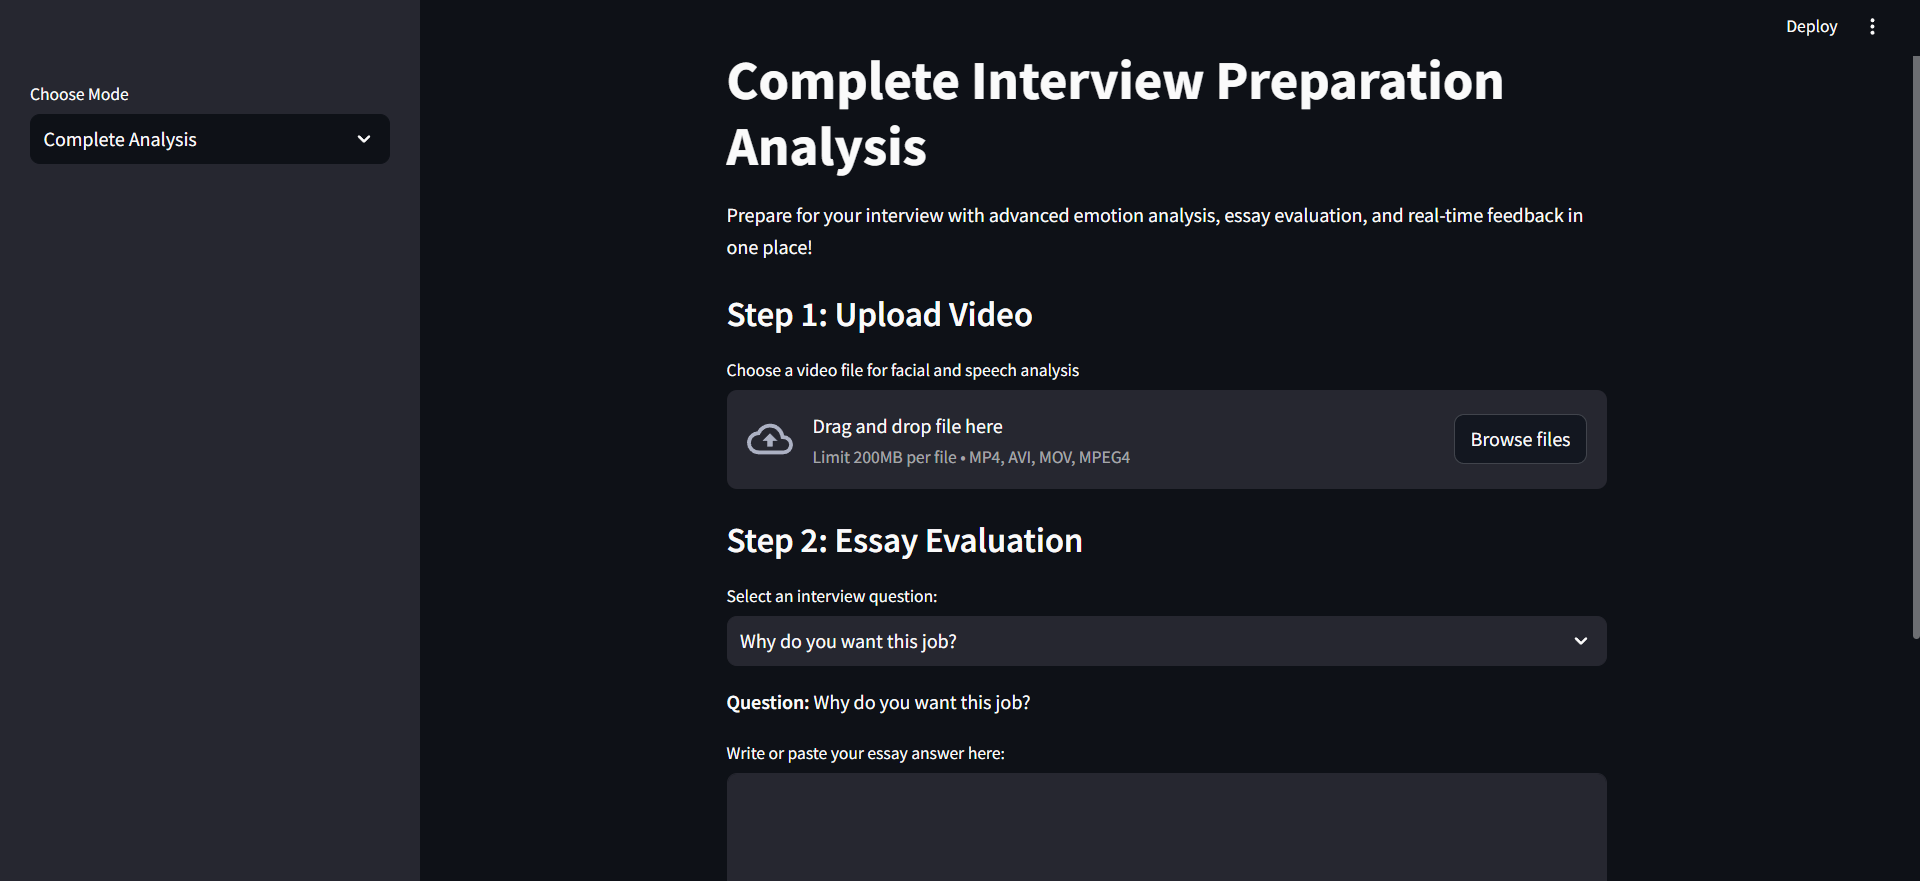 Deploy
Choose Mode
Complete Analysis
Complete Interview Preparation
Analysis
Prepare for your interview with advanced emotion analysis, essay evaluation, and real-time feedback in
one place!
Step 1: Upload Video
Choose a video file for facial and speech analysis
Drag and drop file here
Limit 200MB per file • MP4, AVI, MOV, MPEG4
Browse files
Step 2: Essay Evaluation
Select an interview question:
Why do you want this job?
Question: Why do you want this job?
Write or paste your essay answer here: